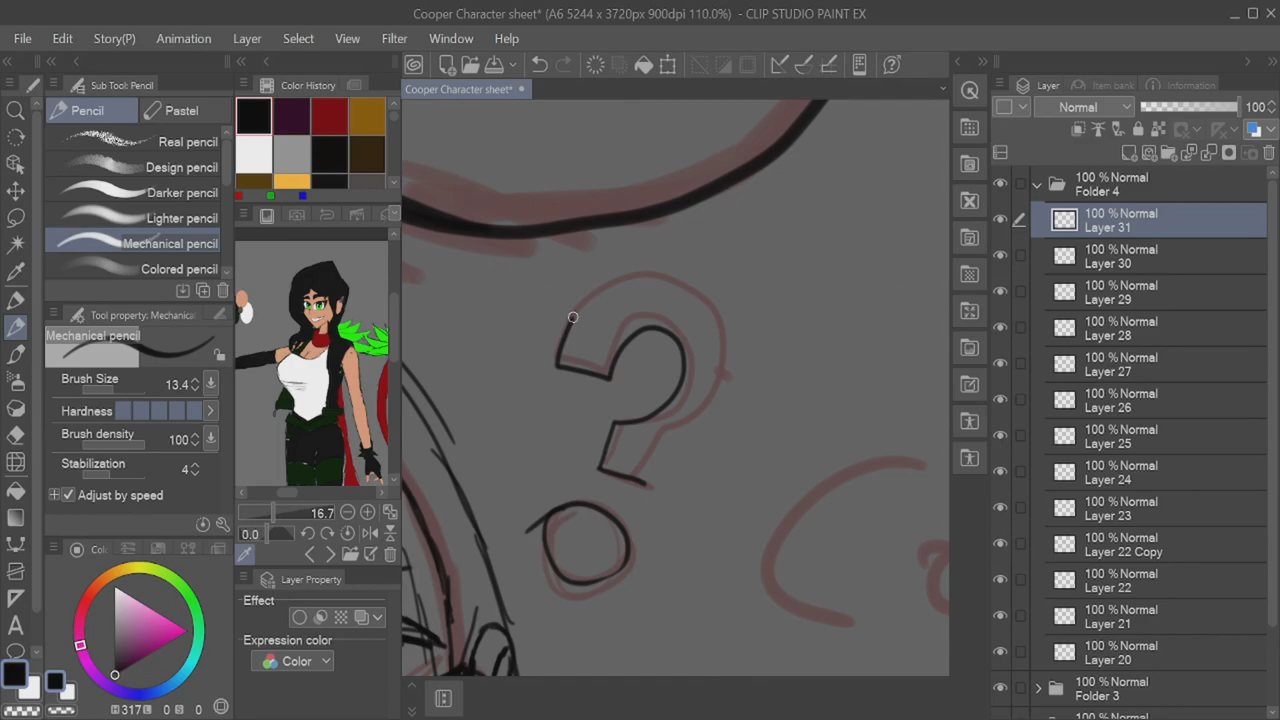 Cooper Character sheet* (A6 5244 x 3720px 900dpi 110.0%) - CLIP STUDIO PAINT EX
File Edit Story(P) Animation Layer Select View Filter Window Help
Sub Tool: Pencil
Color History
Cooper Character sheet*
Layer
Item bank
Information
Pencil
Pastel
Normal
100
Real pencil
Design pencil
Darker pencil
Lighter pencil
Mechanical pencil
Colored pencil
Tool property: Mechanica
Mechanical pencil
Brush Size
13.4
Hardness
Brush density
100
Stabilization
4
Adjust by speed
16.7
0.0
Col
H 317 L 0 S 0
Layer Property
Effect
Expression color
Color
?
100 % Normal
Folder 4
100 % Normal
Layer 31
100 % Normal
Layer 30
100 % Normal
Layer 29
100 % Normal
Layer 28
100 % Normal
Layer 27
100 % Normal
Layer 26
100 % Normal
Layer 25
100 % Normal
Layer 24
100 % Normal
Layer 23
100 % Normal
Layer 22 Copy
100 % Normal
Layer 22
100 % Normal
Layer 21
100 % Normal
Layer 20
100 % Normal
Folder 3